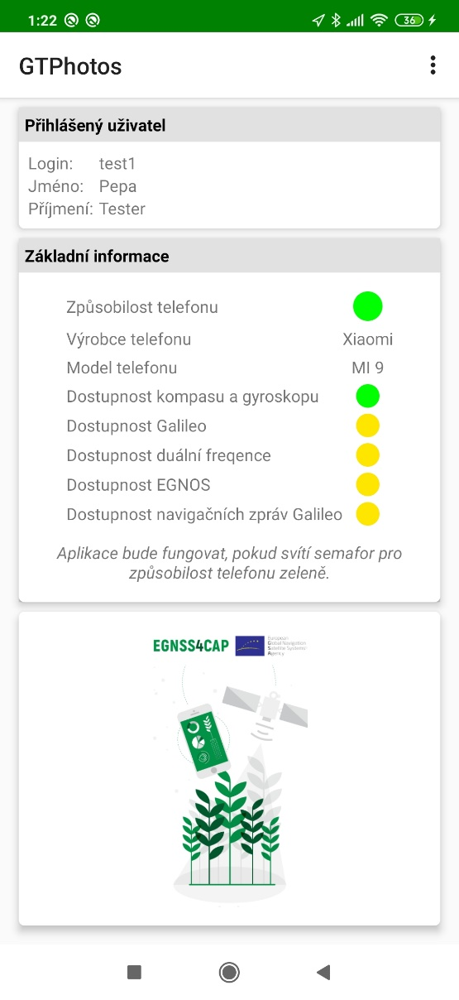 1:22
36
GTPhotos
Přihlášený uživatel
Login: test1
Jméno: Pepa
Příjmení: Tester
Základní informace
Způsobilost telefonu
Výrobce telefonu Xiaomi
Model telefonu MI 9
Dostupnost kompasu a gyroskopu
Dostupnost Galileo
Dostupnost duální freqence
Dostupnost EGNOS
Dostupnost navigačních zpráv Galileo
Aplikace bude fungovat, pokud svítí semafor pro
způsobilost telefonu zeleně.
EGNSS4CAP
European
Global Navigation
Satellite Systems
Agency